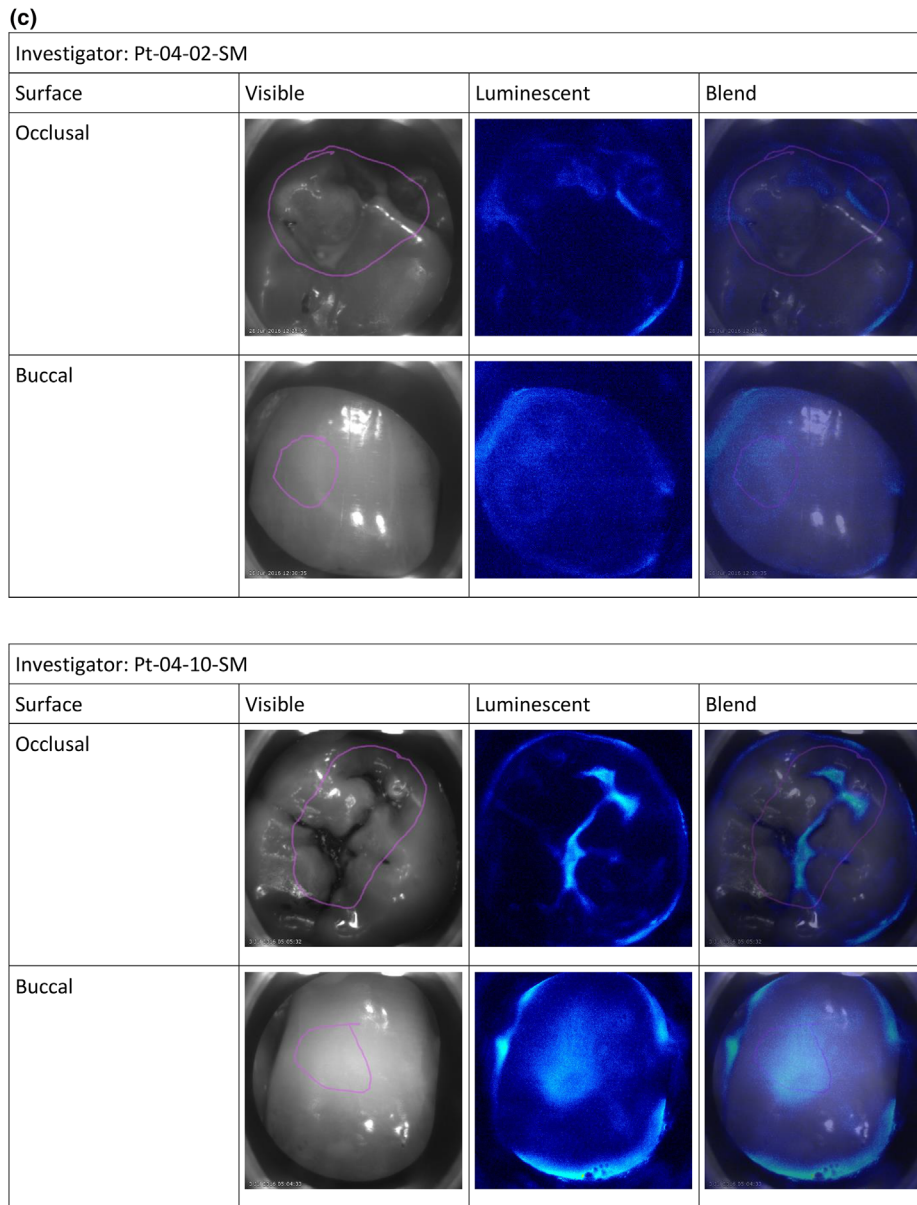 (c)
Investigator: Pt-04-02-SM
Surface Visible Luminescent Blend
Occlusal
Buccal
Investigator: Pt-04-10-SM
Surface Visible Luminescent Blend
Occlusal
Buccal